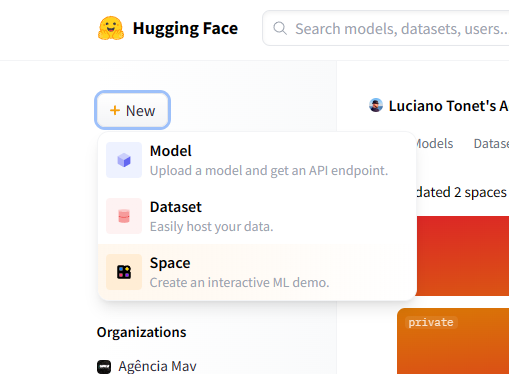 Hugging Face
Search models, datasets, users..
+ New
Luciano Tonet's A
Models
Datase
Model
Upload a model and get an API endpoint.
dated 2 spaces
Dataset
Easily host your data.
Space
Create an interactive ML demo.
private
Organizations
Agência Mav